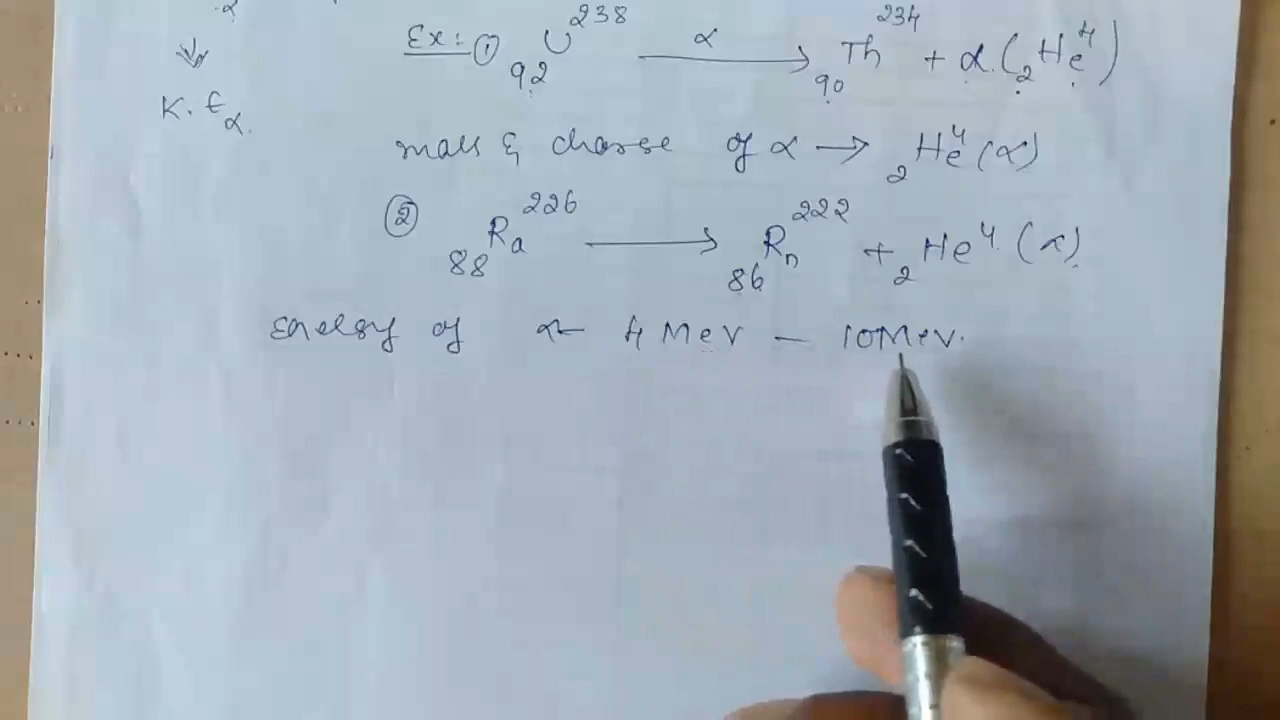 α
Ex:- ① ₉₂U²³⁸ —α→ ₉₀Th²³⁴ + α. (₂He⁴)
K. Eα.
mass & charge of α → ₂He⁴ (α)
② ₈₈Ra²²⁶ → ₈₆Rn²²² + ₂He⁴ (α)
Energy of α - 4 MeV - 10MeV.